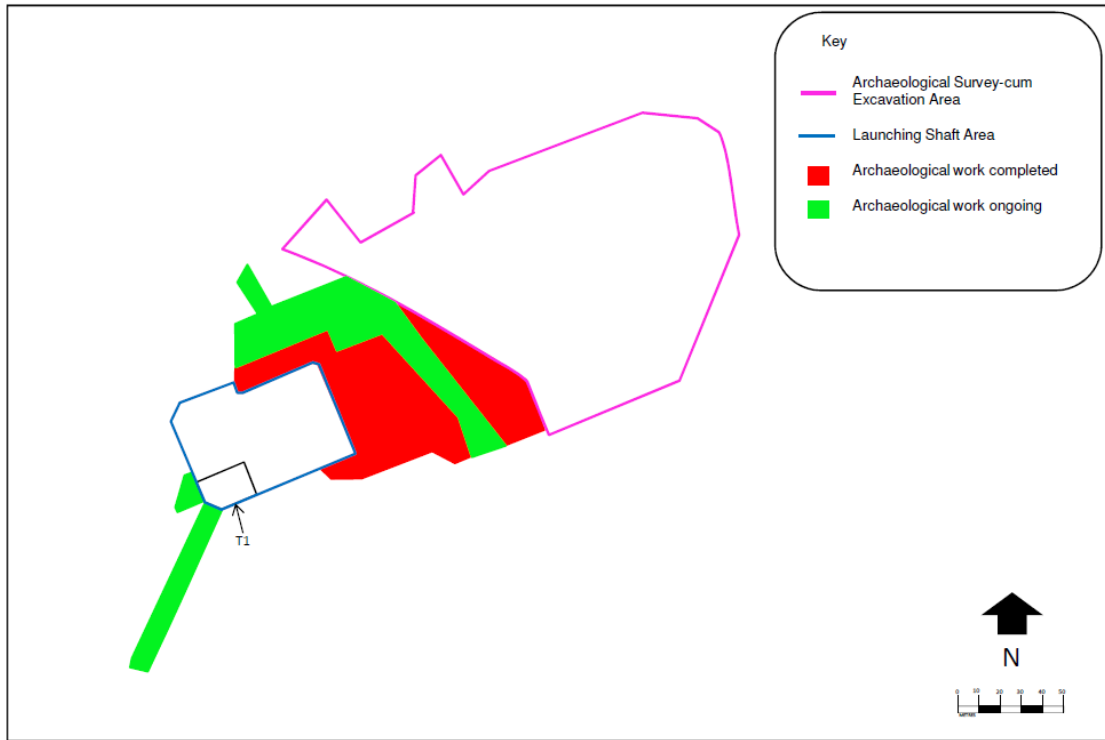 Key
Archaeological Survey-cum
Excavation Area
Launching Shaft Area
Archaeological work completed
Archaeological work ongoing
T1
N
0 10 20 30 40 50
METRES